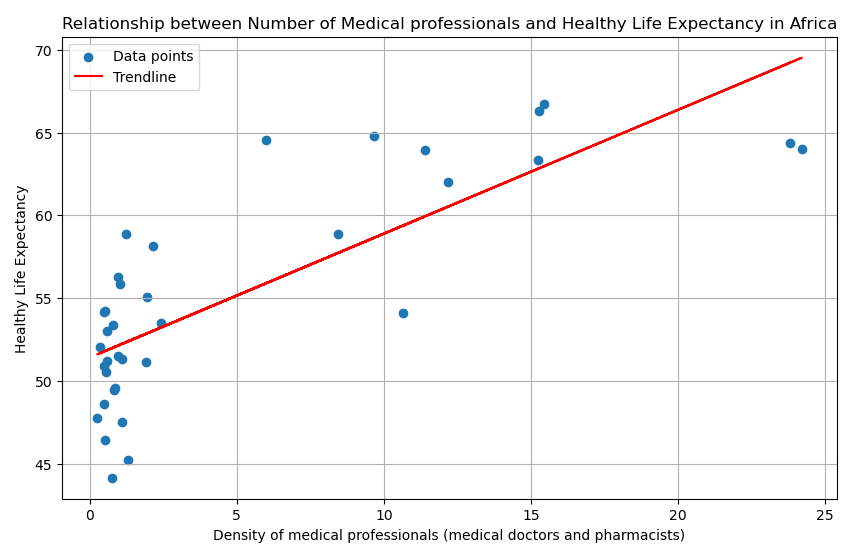 Relationship between Number of Medical professionals and Healthy Life Expectancy in Africa
Data points
Trendline
70
65
60
55
50
45
Healthy Life Expectancy
0 5 10 15 20 25
Density of medical professionals (medical doctors and pharmacists)